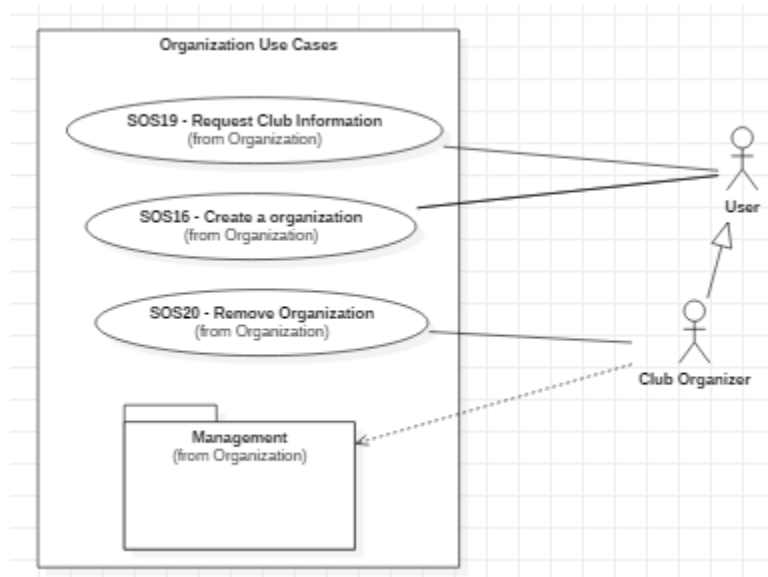 Organization Use Cases
SOS19 - Request Club Information
(from Organization)
SOS16 - Create a organization
(from Organization)
User
SOS20 - Remove Organization
(from Organization)
Club Organizer
Management
(from Organization)